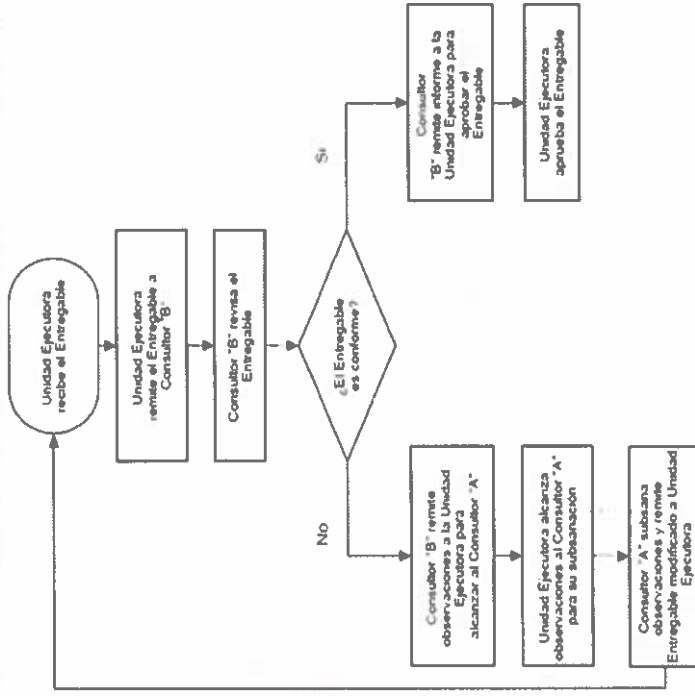 Unidad Ejecutora
recibe el Entregable
Unidad Ejecutora
remite el Entregable a
Consultor "B"
Consultor "B" revisa el
Entregable
¿El Entregable
es conforme?
No
Consultor "B" remite
observaciones a la Unidad
Ejecutora para
alcanzar al Consultor "A"
Unidad Ejecutora alcanza
observaciones al Consultor "A"
para su subsanación
Consultor "A" subsana
observaciones y remite
Entregable modificado a Unidad
Ejecutora
Si
Consultor
"B" remite informe a la
Unidad Ejecutora para
aprobar el
Entregable
Unidad Ejecutora
aprueba el Entregable